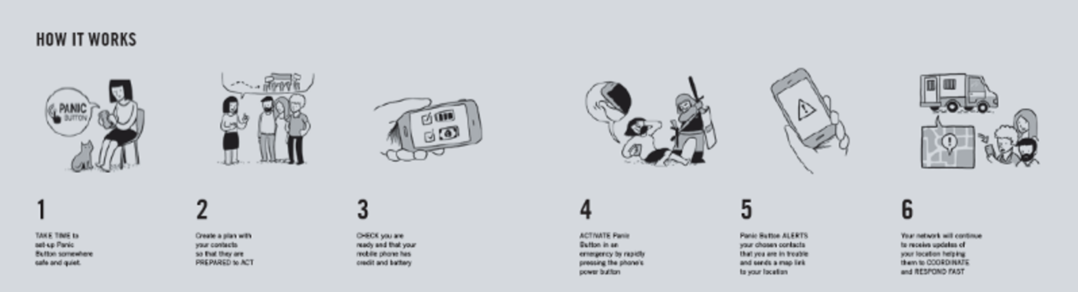 HOW IT WORKS
PANIC
BUTTON
1
TAKE TIME to
set-up Panic
Button somewhere
safe and quiet.
2
Create a plan with
your contacts
so that they are
PREPARED to ACT
3
CHECK you are
ready and that your
mobile phone has
credit and battery
4
ACTIVATE Panic
Button in an
emergency by rapidly
pressing the phone's
power button
5
Panic Button ALERTS
your chosen contacts
that you are in trouble
and sends a map link
to your location
6
Your network will continue
to receive updates of
your location helping
them to COORDINATE
and RESPOND FAST